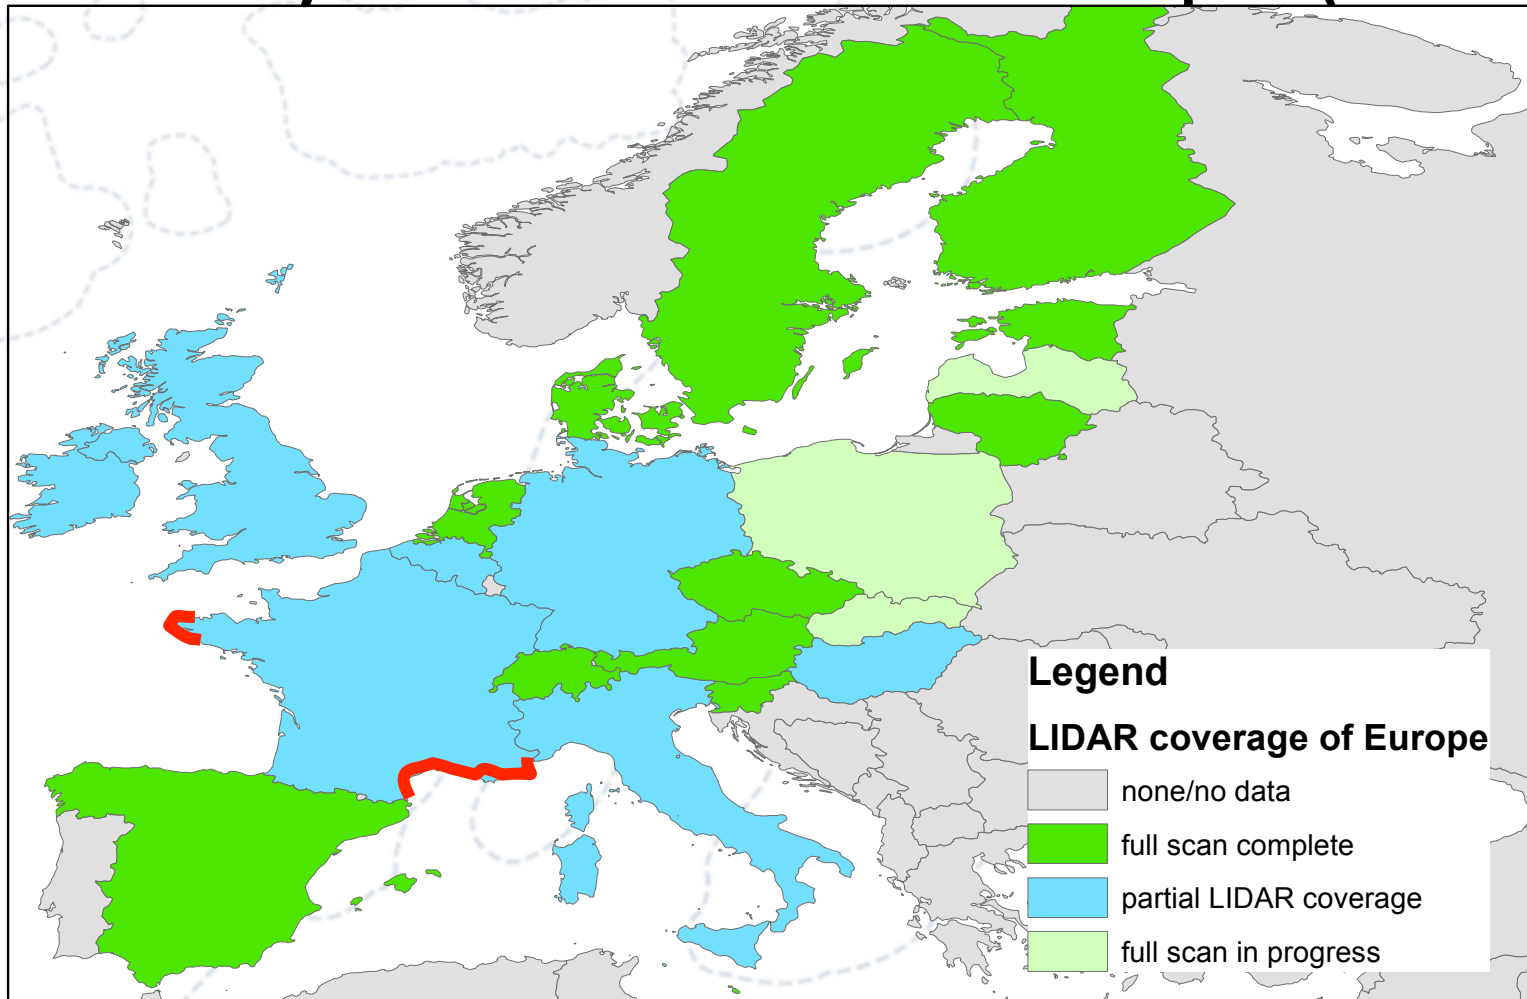 Legend
LIDAR coverage of Europe
none/no data
full scan complete
partial LIDAR coverage
full scan in progress